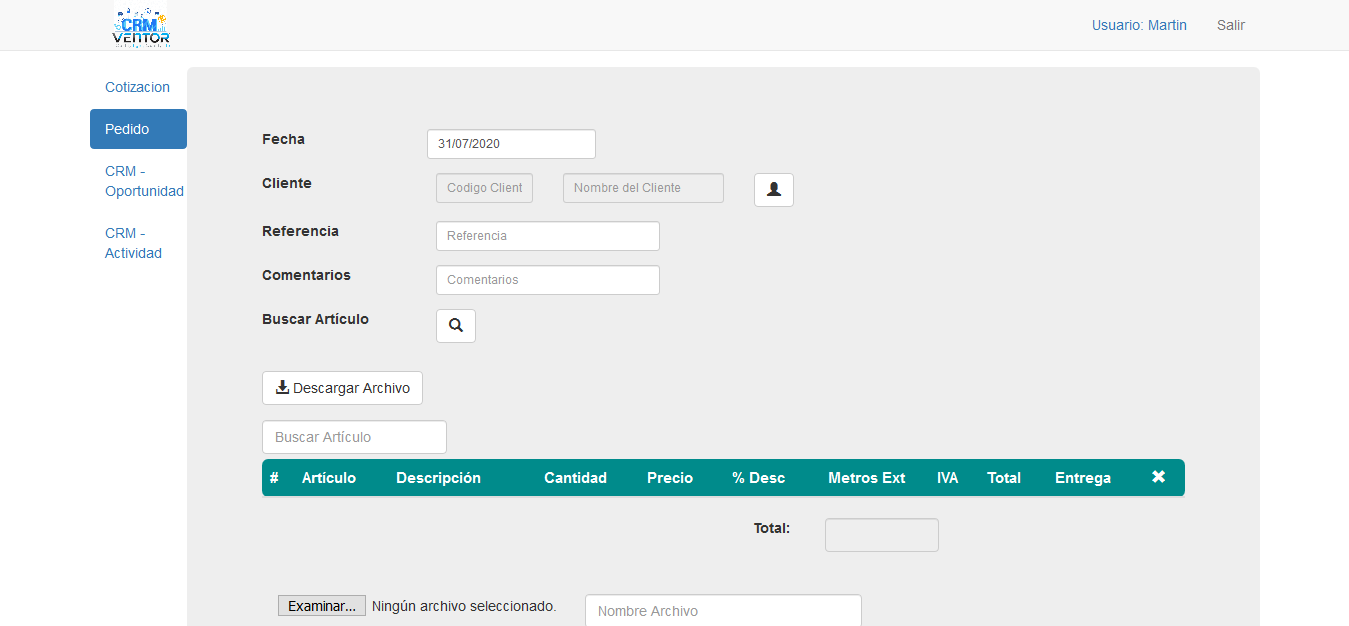 CRM
VENTOR
Usuario: Martin Salir
Cotizacion
Pedido
CRM -
Oportunidad
CRM -
Actividad
Fecha 31/07/2020
Cliente Codigo Client Nombre del Cliente
Referencia Referencia
Comentarios Comentarios
Buscar Artículo
Descargar Archivo
Buscar Artículo
# Artículo Descripción Cantidad Precio % Desc Metros Ext IVA Total Entrega
Total:
Examinar... Ningún archivo seleccionado. Nombre Archivo